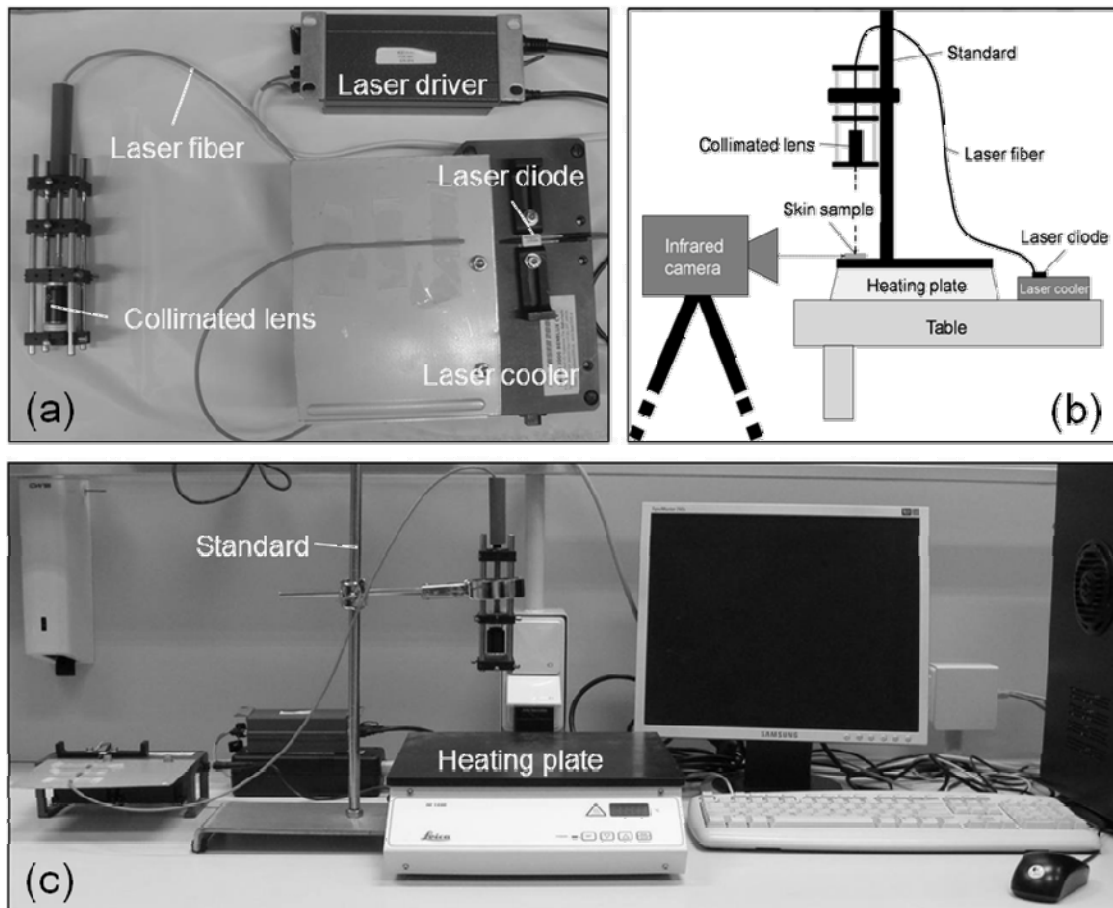 Laser driver
Laser fiber
Laser diode
Collimated lens
Laser cooler
(a)
Standard
Collimated lens
Laser fiber
Skin sample
Infrared
camera
Laser diode
Heating plate
Laser cooler
Table
(b)
Standard
Heating plate
SAMSUNG
Leica
(c)